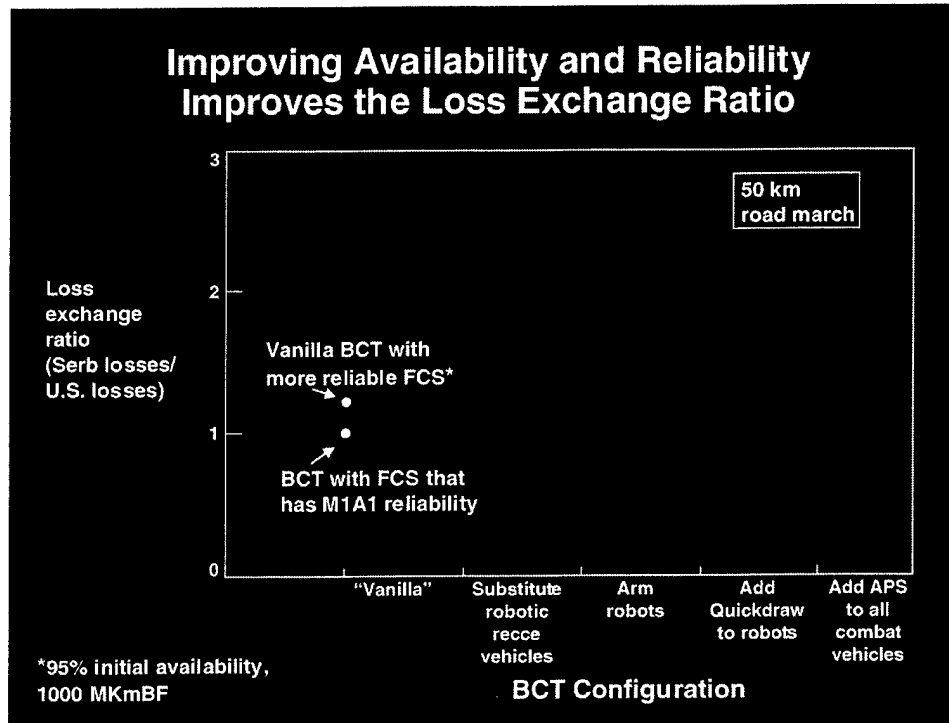 Improving Availability and Reliability
Improves the Loss Exchange Ratio
3
50 km
road march
Loss
exchange
ratio
(Serb losses/
U.S. losses)
2
Vanilla BCT with
more reliable FCS*
1
BCT with FCS that
has M1A1 reliability
0
"Vanilla"
Substitute
robotic
recce
vehicles
Arm
robots
Add
Quickdraw
to robots
Add APS
to all
combat
vehicles
*95% initial availability,
1000 MKmBF
BCT Configuration